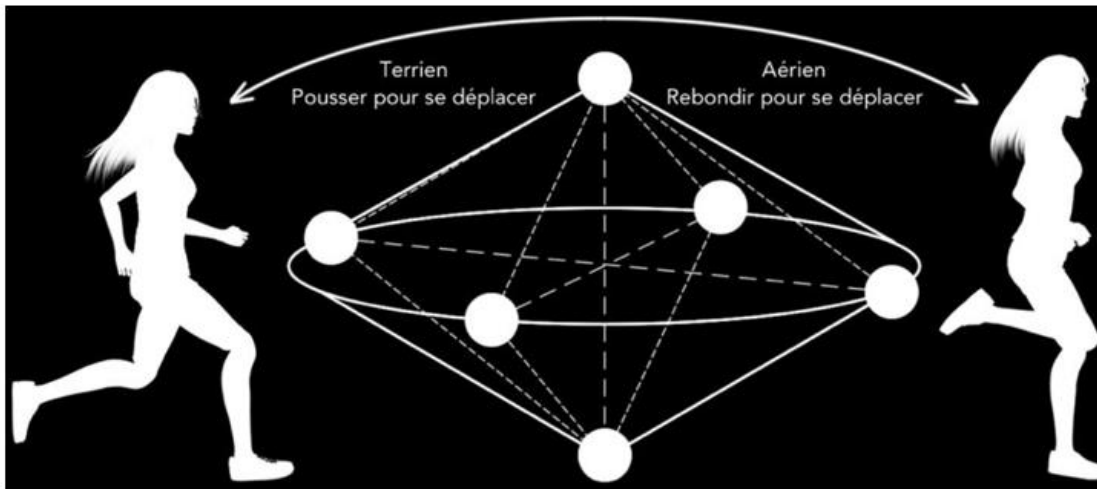 Terrien
Pousser pour se déplacer
Aérien
Rebondir pour se déplacer